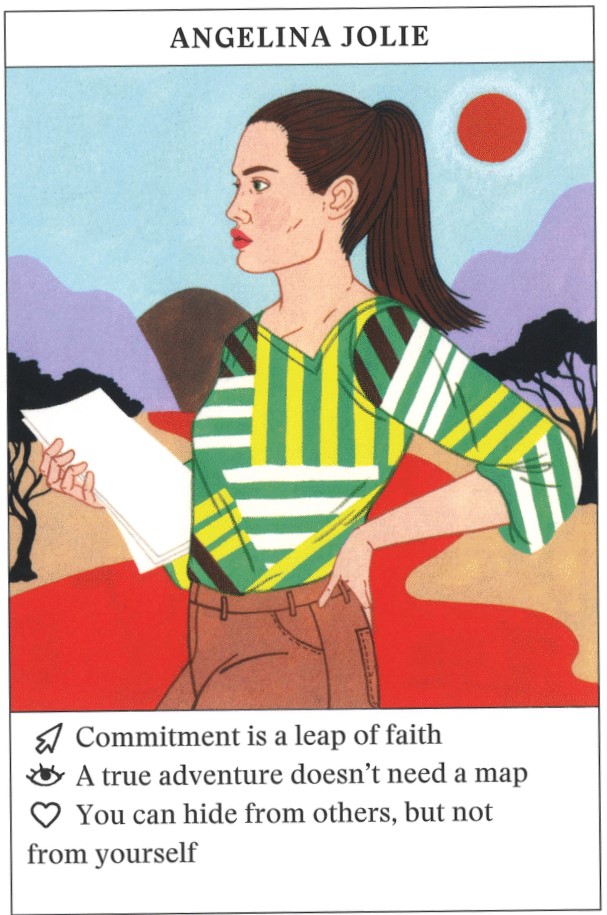 ANGELINA JOLIE
Commitment is a leap of faith
A true adventure doesn't need a map
You can hide from others, but not
from yourself